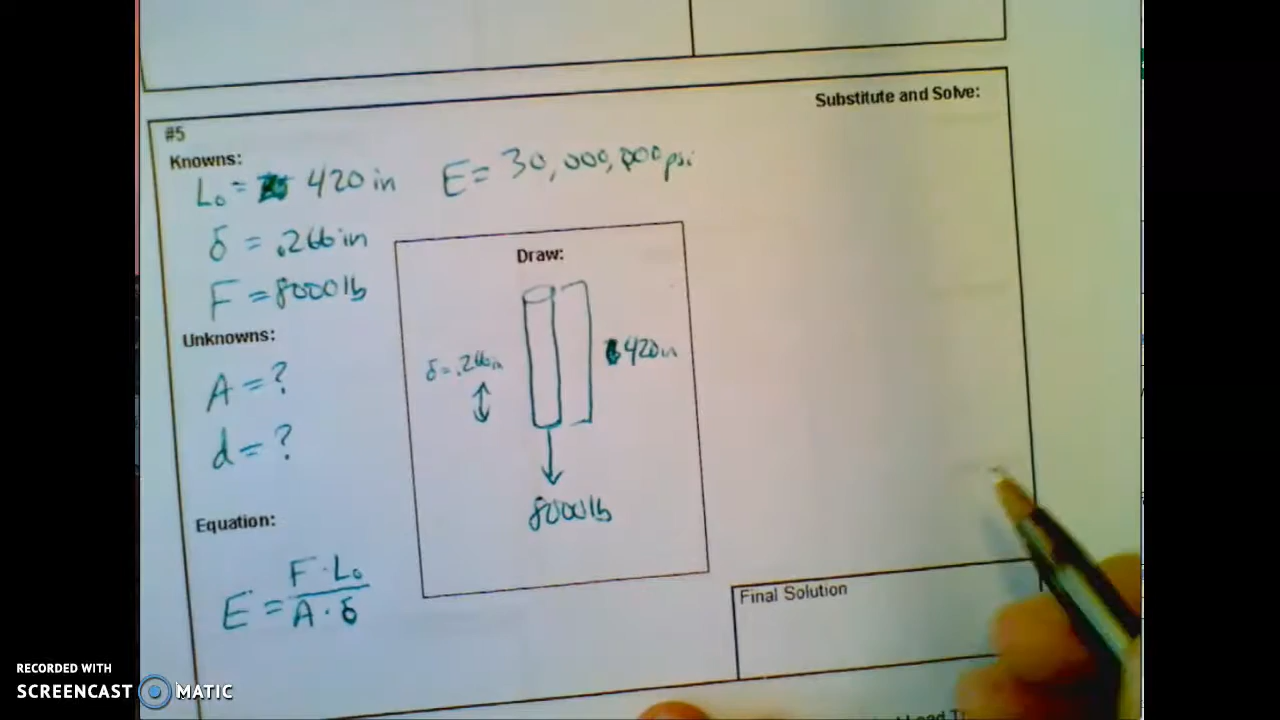 Substitute and Solve:
#5
Knowns:
L₀ = 420 in E = 30,000,000 psi
δ = .266 in
F = 8000 lb
Draw:
Unknowns:
δ = .266 in
420 in
A = ?
d = ?
8000 lb
Equation:
E = F · L₀ / A · δ
Final Solution
RECORDED WITH
SCREENCAST MATIC